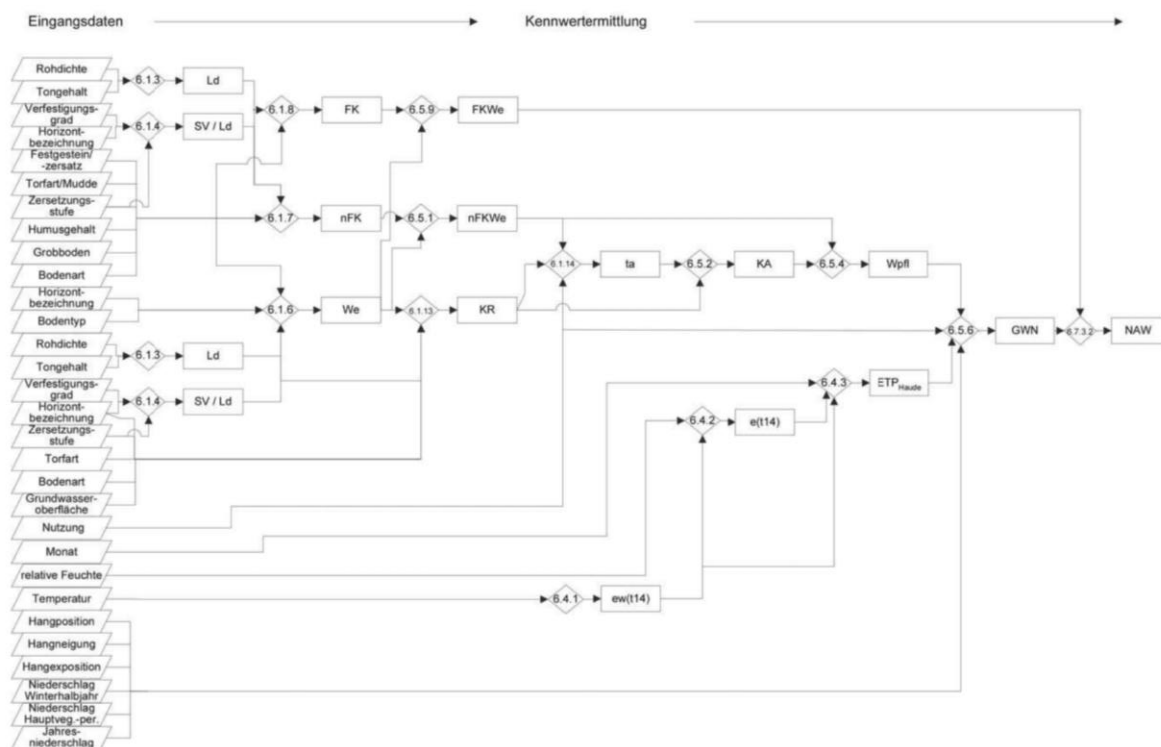 Eingangsdaten
Kennwertermittlung
Rohdichte
Tongehalt
6.1.3
Ld
Verfestigungs-
grad
Horizont-
bezeichnung
6.1.4
SV / Ld
Festgestein/
-zersatz
Torfart/Mudde
Zersetzungs-
stufe
Humusgehalt
Grobboden
Bodenart
6.1.8
FK
6.5.9
FKWe
6.1.7
nFK
6.5.1
nFKWe
6.1.14
ta
6.5.2
KA
6.5.4
Wpfl
Horizont-
bezeichnung
Bodentyp
6.1.6
We
6.1.13
KR
6.5.6
GWN
6.7.3.2
NAW
Rohdichte
Tongehalt
6.1.3
Ld
Verfestigungs-
grad
Horizont-
bezeichnung
6.1.4
SV / Ld
Zersetzungs-
stufe
Torfart
Bodenart
Grundwasser-
oberfläche
6.4.3
ETP Haude
6.4.2
e(t14)
Nutzung
Monat
relative Feuchte
Temperatur
6.4.1
ew(t14)
Hangposition
Hangneigung
Hangexposition
Niederschlag
Winterhalbjahr
Niederschlag
Hauptveg.-per.
Jahres-
niederschlag